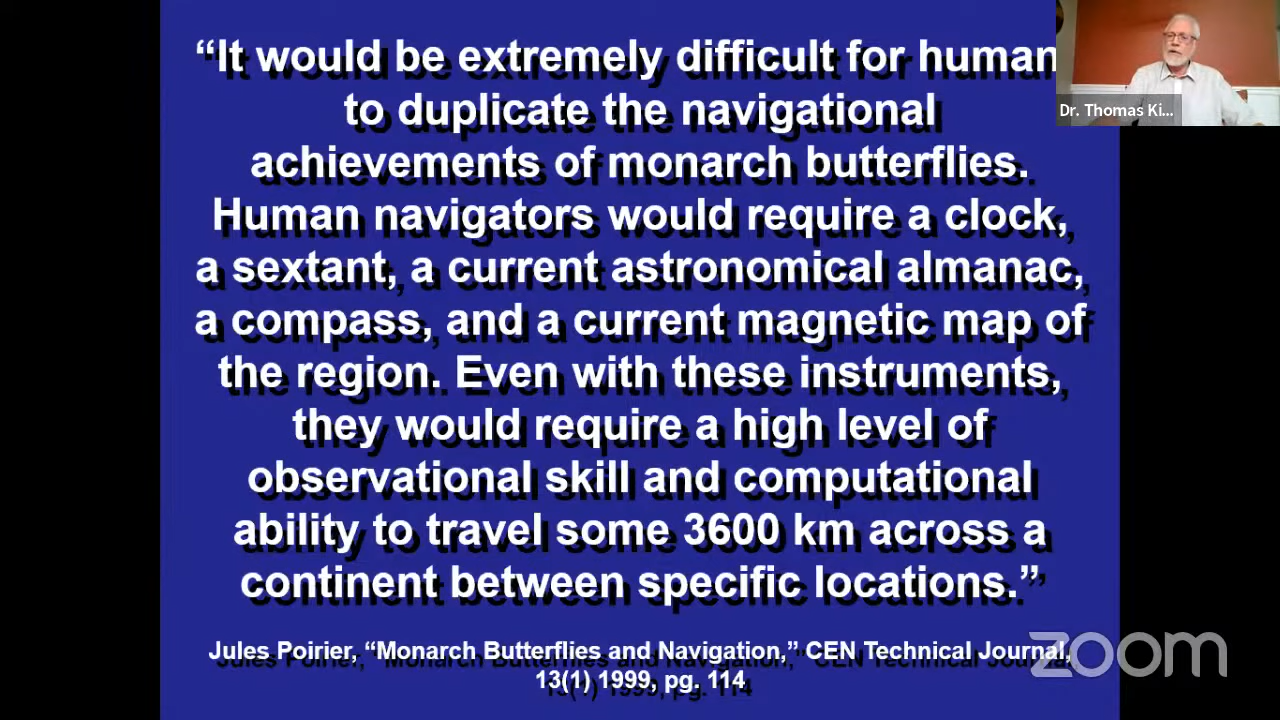 “It would be extremely difficult for human
to duplicate the navigational
achievements of monarch butterflies.
Human navigators would require a clock,
a sextant, a current astronomical almanac,
a compass, and a current magnetic map of
the region. Even with these instruments,
they would require a high level of
observational skill and computational
ability to travel some 3600 km across a
continent between specific locations.”
Jules Poirier, “Monarch Butterflies and Navigation,” CEN Technical Journal,
13(1) 1999, pg. 114
Dr. Thomas Ki...
zoom